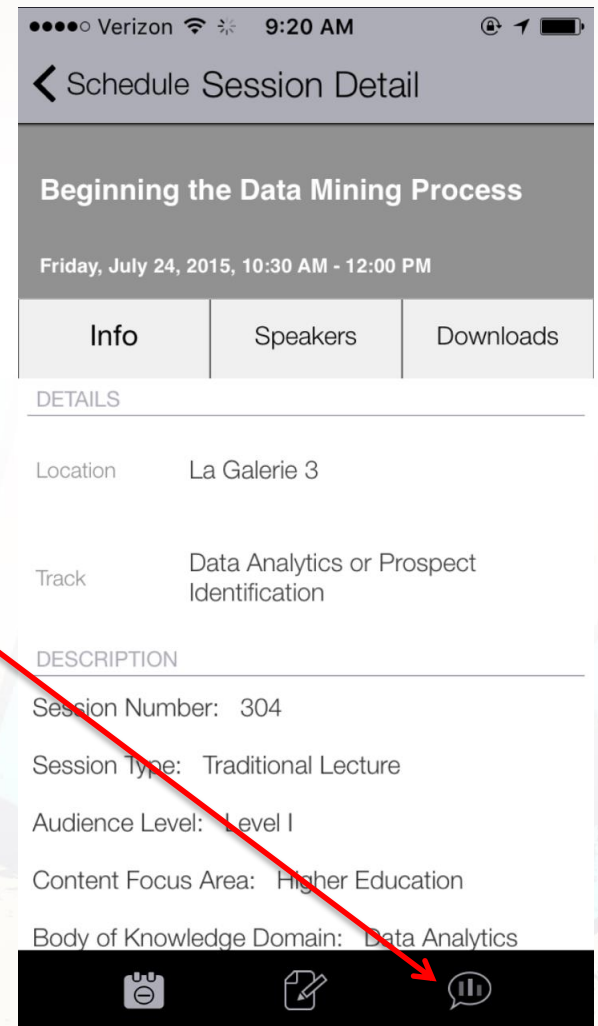 Verizon 9:20 AM
Schedule Session Detail
Beginning the Data Mining Process
Friday, July 24, 2015, 10:30 AM - 12:00 PM
Info Speakers Downloads
DETAILS
Location La Galerie 3
Track Data Analytics or Prospect
Identification
DESCRIPTION
Session Number: 304
Session Type: Traditional Lecture
Audience Level: Level I
Content Focus Area: Higher Education
Body of Knowledge Domain: Data Analytics